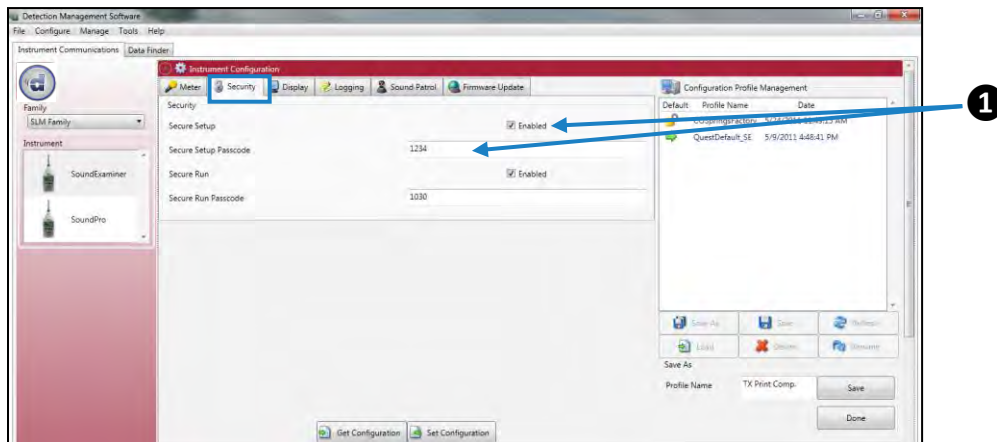 Detection Management Software
File Configure Manage Tools Help
Instrument Communications Data Finder
Instrument Configuration
Meter Security Display Logging Sound Patrol Firmware Update
Configuration Profile Management
Family
SLM Family
Instrument
SoundExaminer
SoundPro
Security
Secure Setup Enabled
Secure Setup Passcode 1234
Secure Run Enabled
Secure Run Passcode 1030
Default Profile Name Date
QuestDefault_SE 5/9/2011 4:48:41 PM
Save As Save Refresh
Load Delete Rename
Save As
Profile Name TX Print Comp. Save
Done
Get Configuration Set Configuration
1